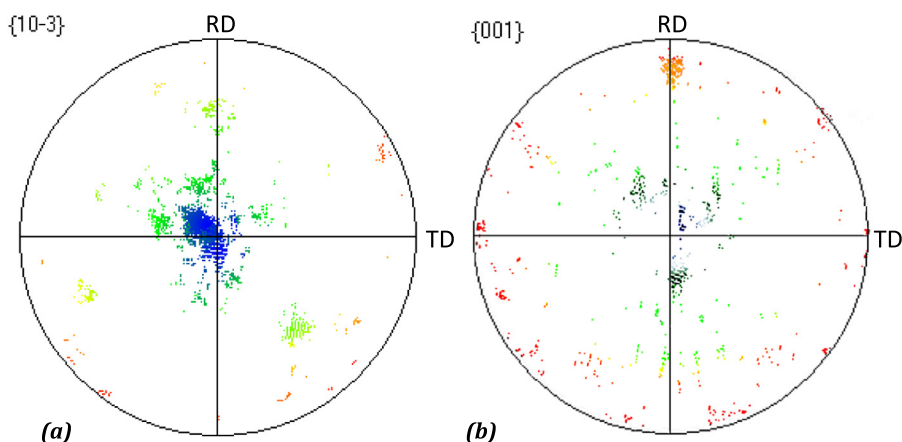 {10-3}
RD
TD
(a)
{001}
RD
TD
(b)